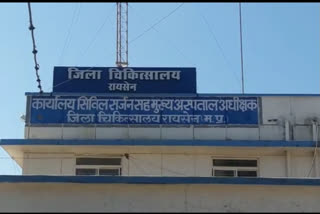 जिला चिकित्सालय
रायसेन
कार्यालय सिविल सर्जन सह मुख्य अस्पताल अधीक्षक
जिला चिकित्सालय रायसेन म.प्र.